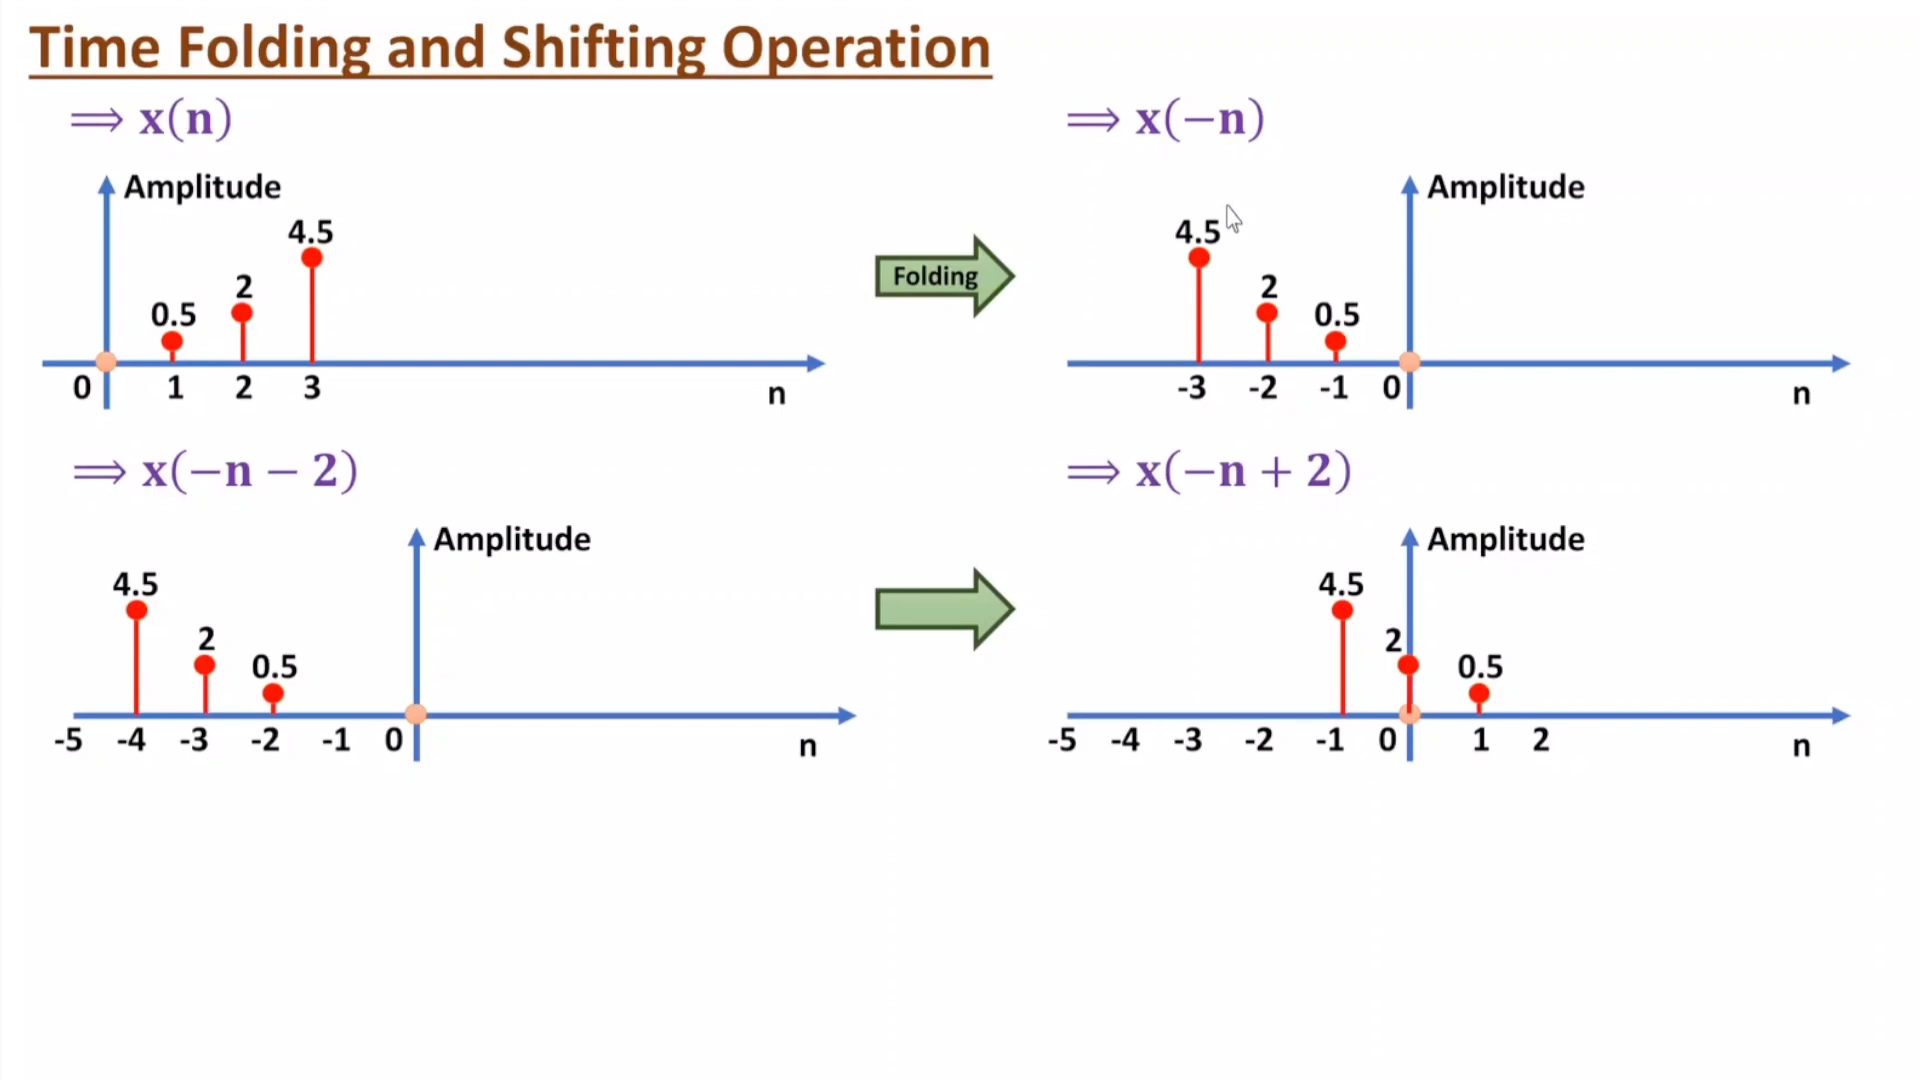 Time Folding and Shifting Operation
⟹ x(n)
⟹ x(−n)
Amplitude
4.5
2
0.5
0 1 2 3
n
Folding
Amplitude
4.5
2
0.5
-3 -2 -1 0
n
⟹ x(−n − 2)
⟹ x(−n + 2)
Amplitude
4.5
2
0.5
-5 -4 -3 -2 -1 0
n
Amplitude
4.5
2
0.5
-5 -4 -3 -2 -1 0 1 2
n